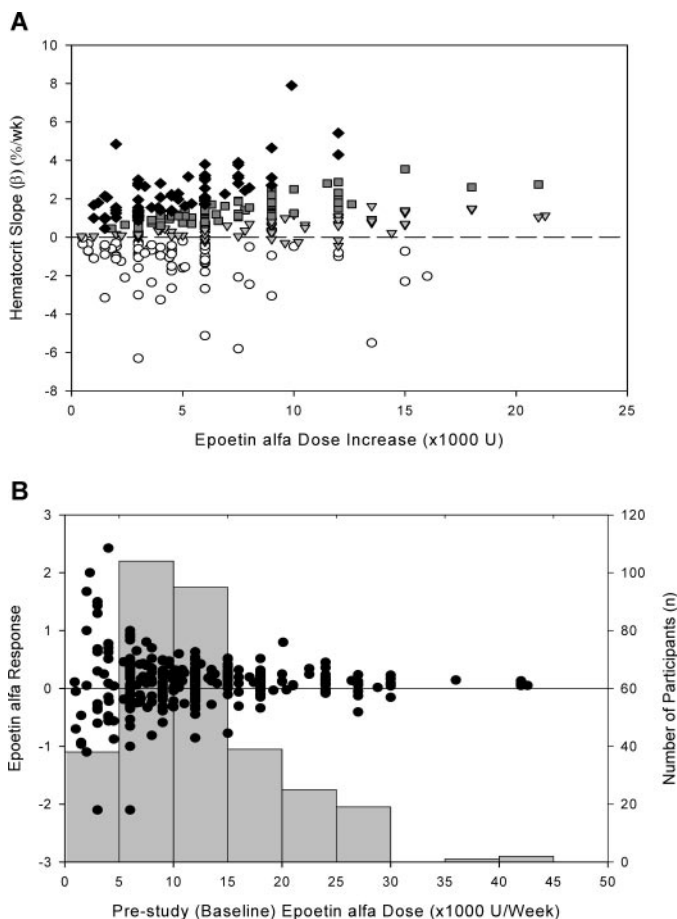 A
10
8
6
4
2
0
-2
-4
-6
-8
Hematocrit Slope (β) (%/wk)
0 5 10 15 20 25
Epoetin alfa Dose Increase (x1000 U)
B
3
2
1
0
-1
-2
-3
Epoetin alfa Response
120
100
80
60
40
20
0
Number of Participants (n)
0 5 10 15 20 25 30 35 40 45 50
Pre-study (Baseline) Epoetin alfa Dose (x1000 U/Week)